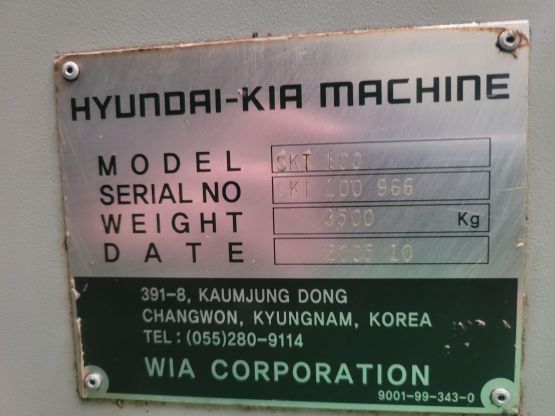 HYUNDAI-KIA MACHINE
MODEL SKT 100
SERIAL NO SKT 100 966
WEIGHT 3500 Kg
DATE 2005 10
391-8, KAUMJUNG DONG
CHANGWON, KYUNGNAM, KOREA
TEL : (055)280-9114
WIA CORPORATION
9001-99-343-0